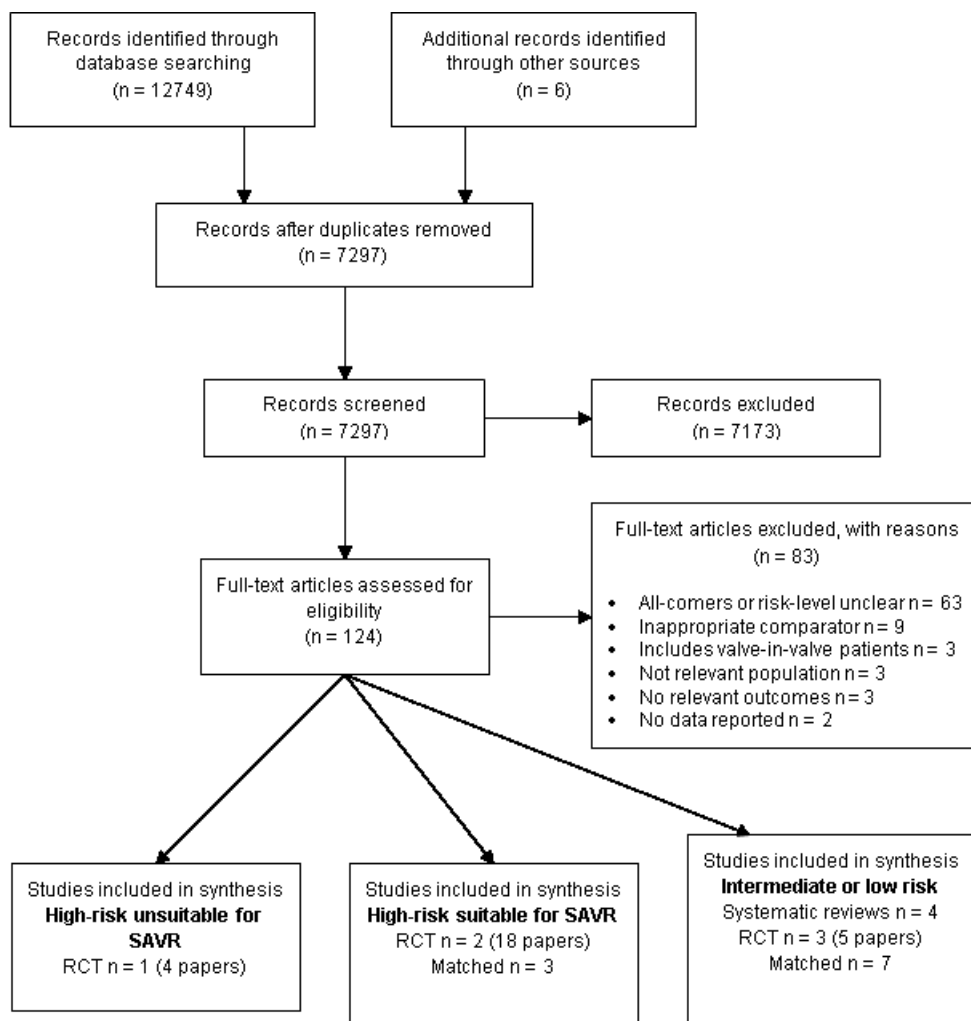 Records identified through
database searching
(n = 12749)
Additional records identified
through other sources
(n = 6)
Records after duplicates removed
(n = 7297)
Records screened
(n = 7297)
Records excluded
(n = 7173)
Full-text articles assessed for
eligibility
(n = 124)
Full-text articles excluded, with reasons
(n = 83)
• All-comers or risk-level unclear n = 63
• Inappropriate comparator n = 9
• Includes valve-in-valve patients n = 3
• Not relevant population n = 3
• No relevant outcomes n = 3
• No data reported n = 2
Studies included in synthesis
High-risk unsuitable for
SAVR
RCT n = 1 (4 papers)
Studies included in synthesis
High-risk suitable for SAVR
RCT n = 2 (18 papers)
Matched n = 3
Studies included in synthesis
Intermediate or low risk
Systematic reviews n = 4
RCT n = 3 (5 papers)
Matched n = 7